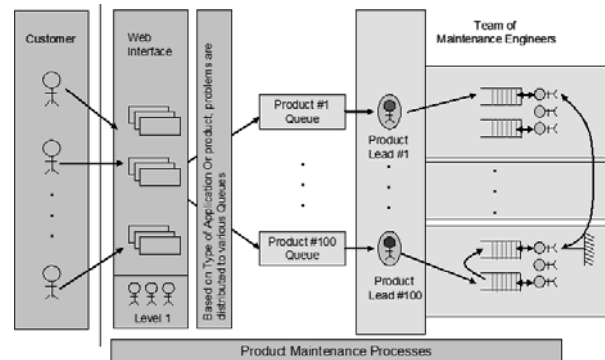 Customer
Web
Interface
Level 1
Based on Type of Application Or product, problems are
distributed to various Queues
Product #1
Queue
Product #100
Queue
Product
Lead #1
Product
Lead #100
Team of
Maintenance Engineers
Product Maintenance Processes